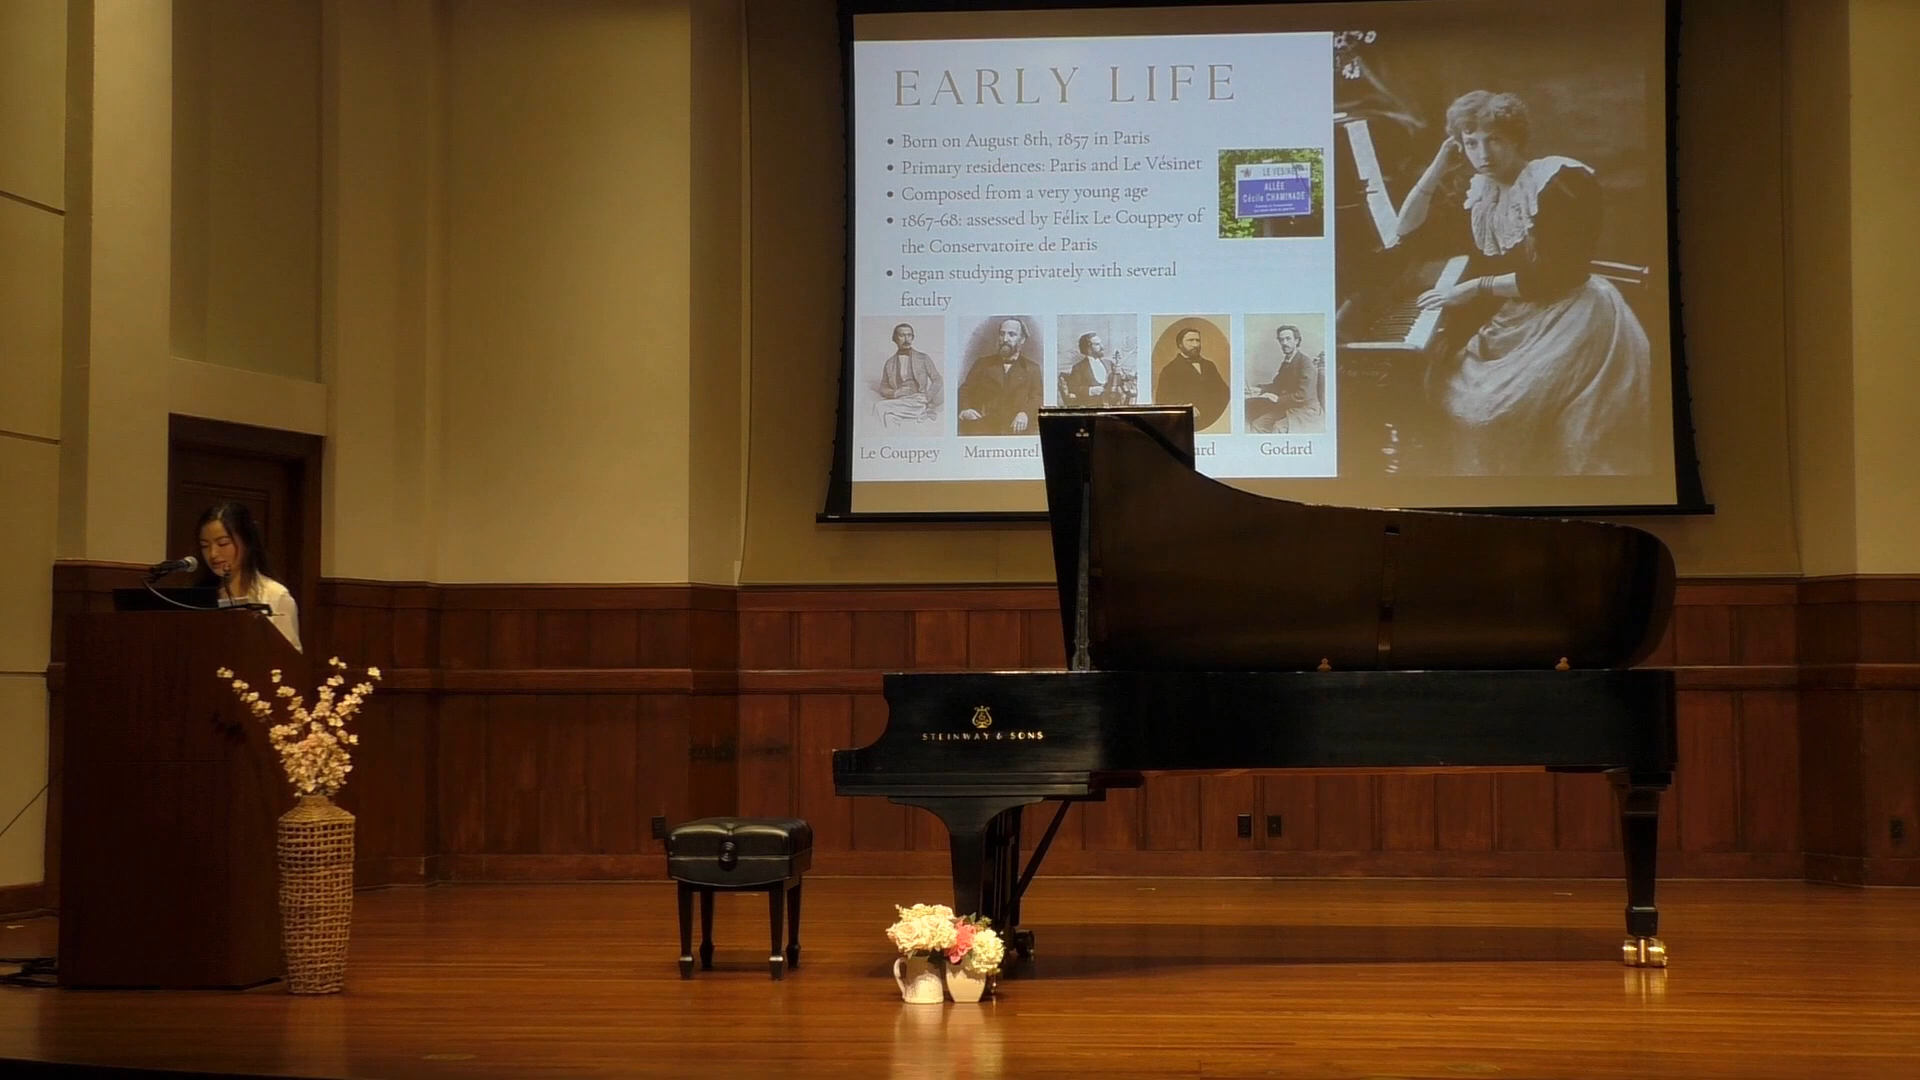 EARLY LIFE
• Born on August 8th, 1857 in Paris
• Primary residences: Paris and Le Vésinet
• Composed from a very young age
• 1867-68: assessed by Félix Le Couppey of
the Conservatoire de Paris
• began studying privately with several
faculty
LE VÉSINET
ALLÉE
Cécile CHAMINADE
Le Couppey
Marmontel
ard
Godard
STEINWAY & SONS